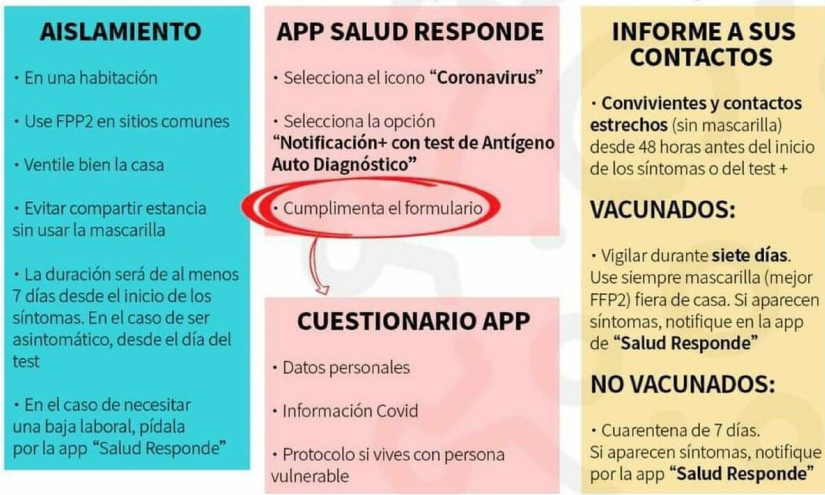 AISLAMIENTO
• En una habitación
• Use FPP2 en sitios comunes
• Ventile bien la casa
• Evitar compartir estancia
sin usar la mascarilla
• La duración será de al menos
7 días desde el inicio de los
síntomas. En el caso de ser
asintomático, desde el día del
test
• En el caso de necesitar
una baja laboral, pídala
por la app “Salud Responde”
APP SALUD RESPONDE
• Selecciona el icono “Coronavirus”
• Selecciona la opción
“Notificación+ con test de Antígeno
Auto Diagnóstico”
• Cumplimenta el formulario
CUESTIONARIO APP
• Datos personales
• Información Covid
• Protocolo si vives con persona
vulnerable
INFORME A SUS
CONTACTOS
• Convivientes y contactos
estrechos (sin mascarilla)
desde 48 horas antes del inicio
de los síntomas o del test +
VACUNADOS:
• Vigilar durante siete días.
Use siempre mascarilla (mejor
FFP2) fiera de casa. Si aparecen
síntomas, notifique en la app
de “Salud Responde”
NO VACUNADOS:
• Cuarentena de 7 días.
Si aparecen síntomas, notifique
por la app “Salud Responde”